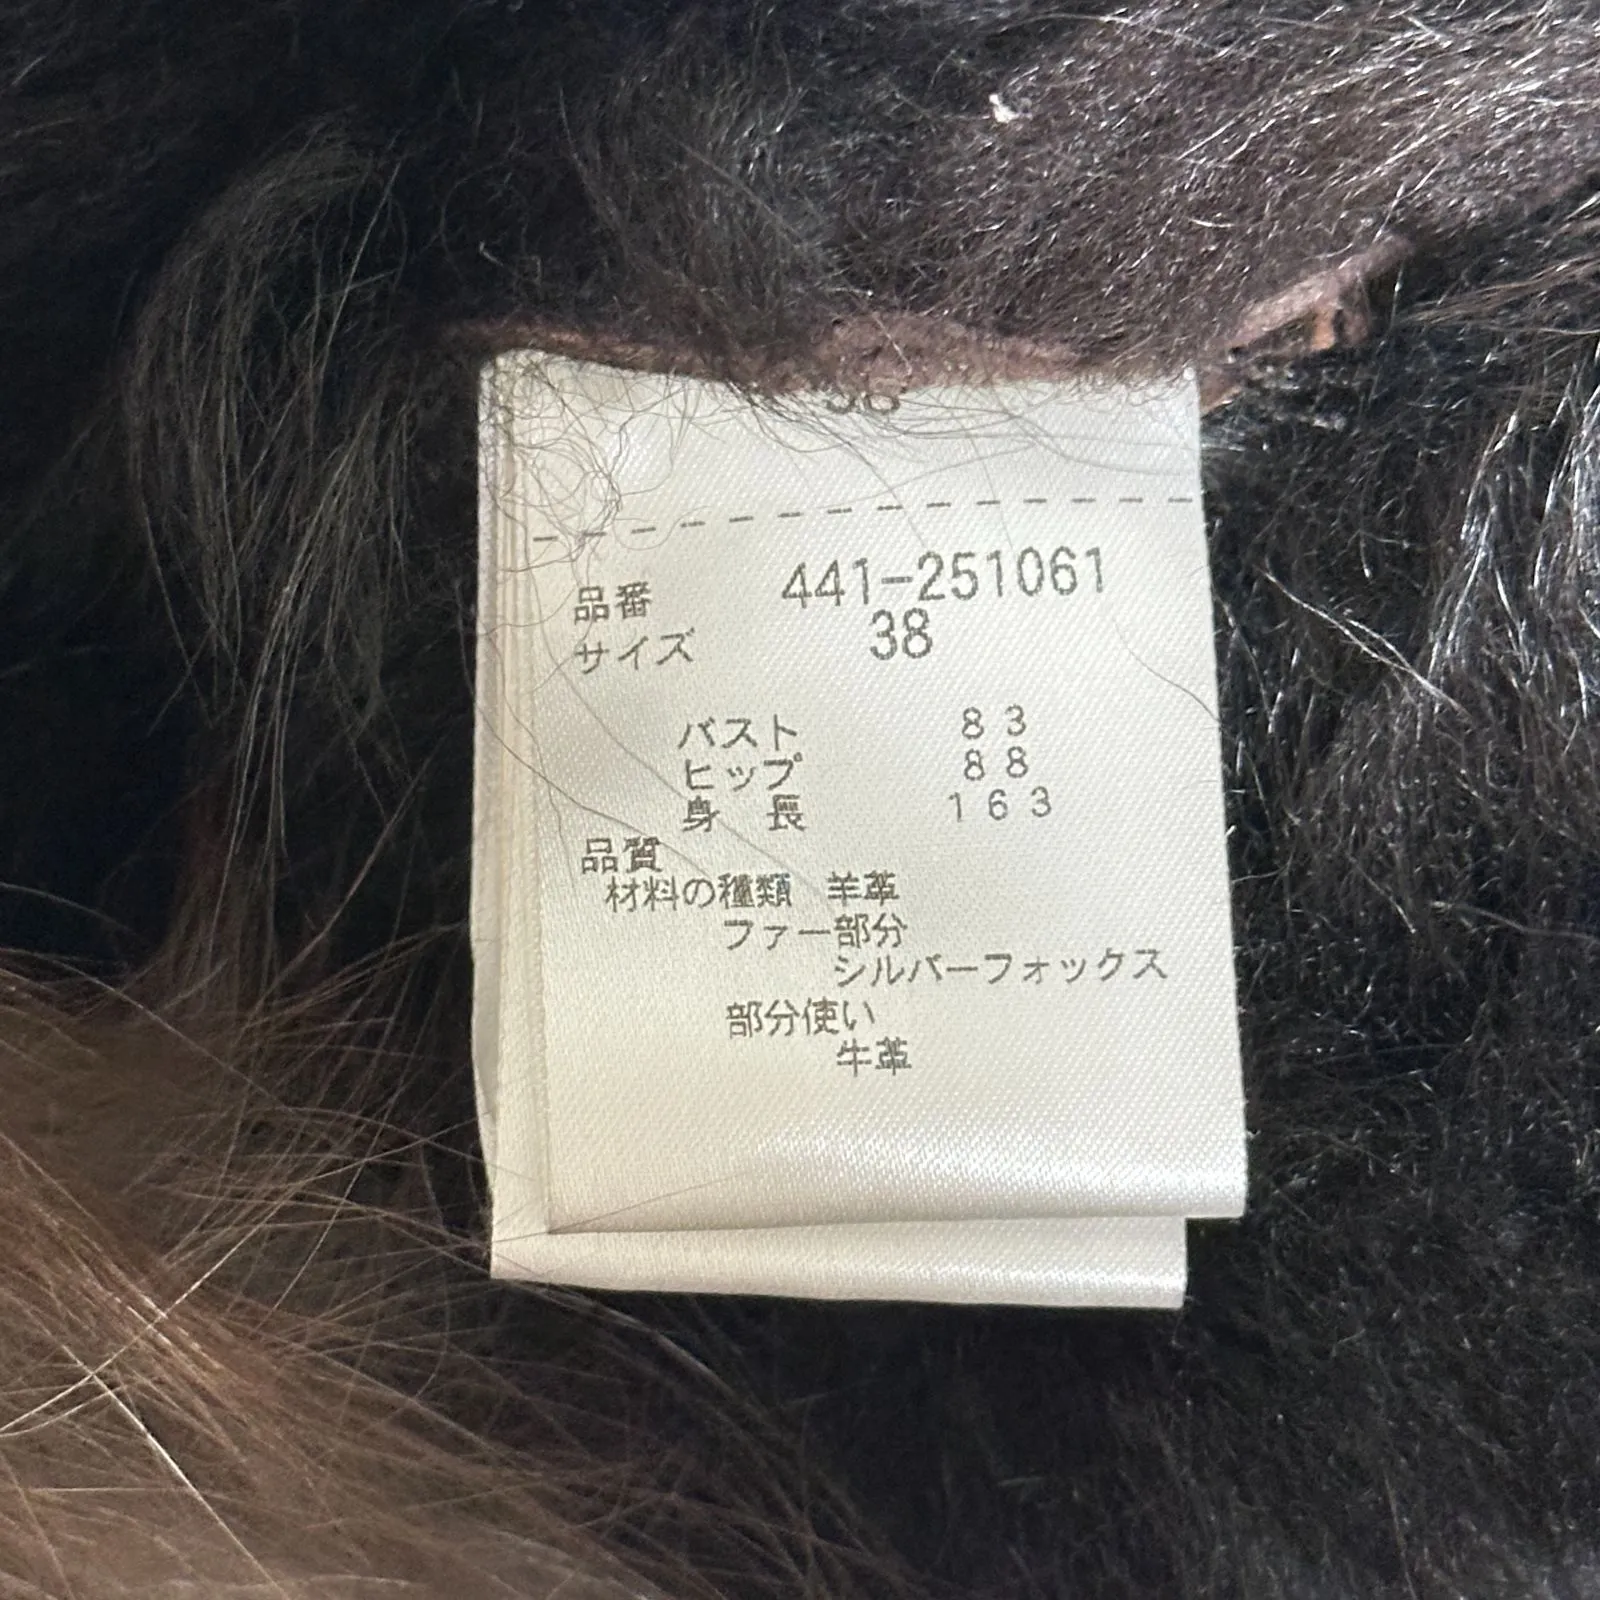 38
品番 441-251061
サイズ 38
バスト 83
ヒップ 88
身 長 163
品質
材料の種類 羊革
ファー部分
シルバーフォックス
部分使い
牛革